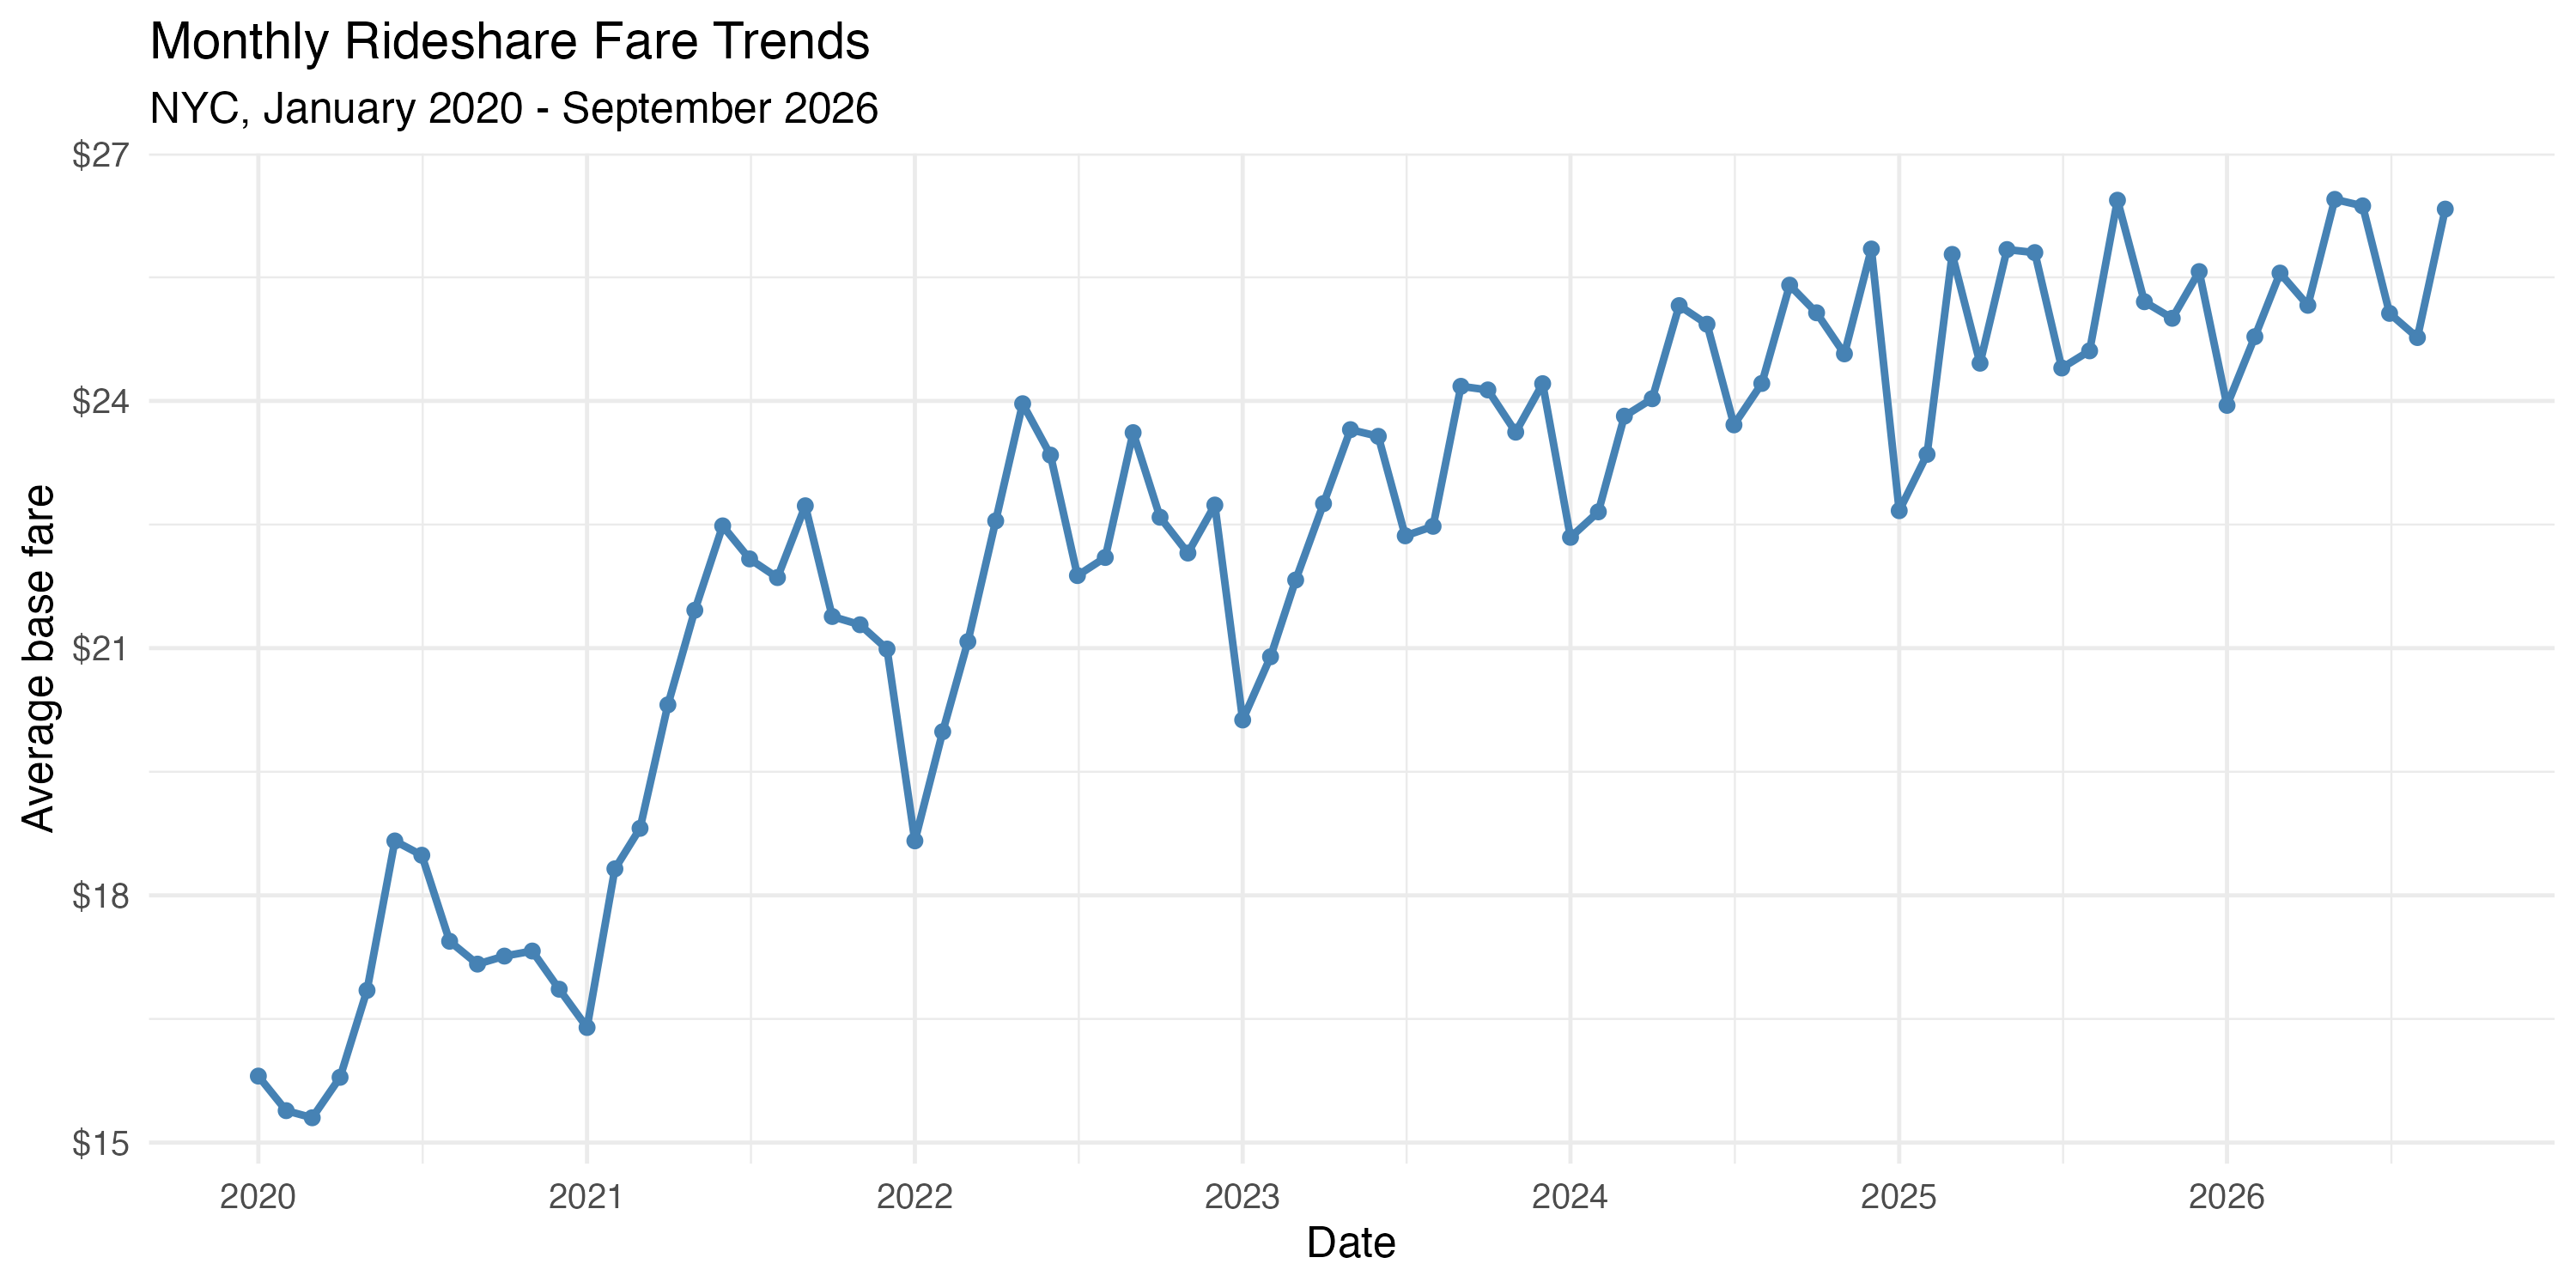 Monthly Rideshare Fare Trends
NYC, January 2020 - September 2026
$27
$24
$21
$18
$15
Average base fare
2020 2021 2022 2023 2024 2025 2026
Date